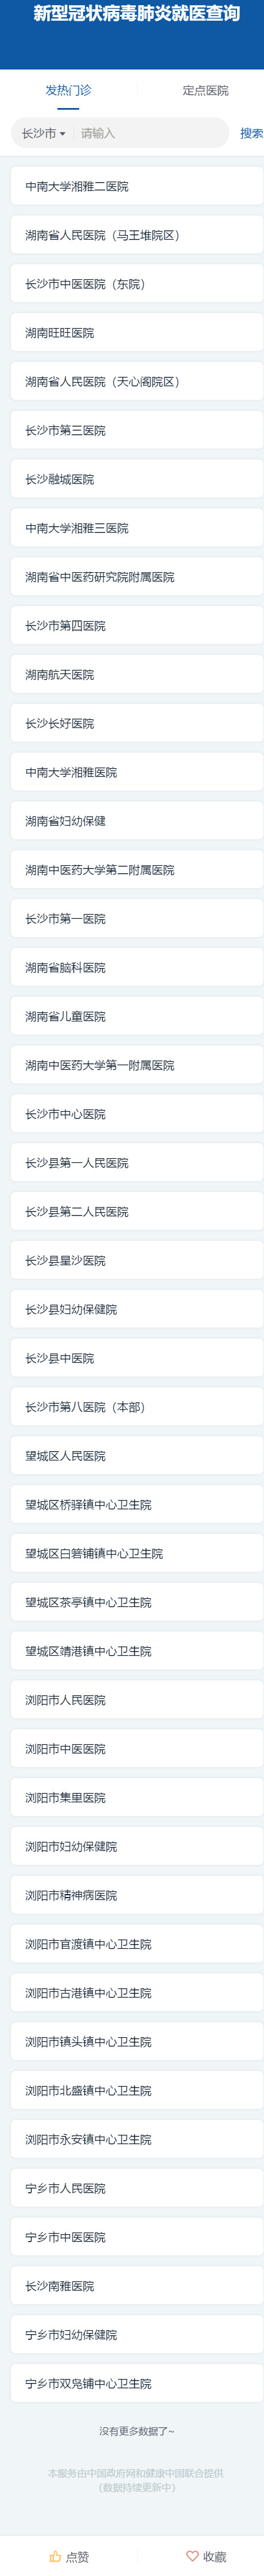 新型冠状病毒肺炎就医查询
发热门诊
定点医院
长沙市 请输入 搜索
中南大学湘雅二医院
湖南省人民医院（马王堆院区）
长沙市中医医院（东院）
湖南旺旺医院
湖南省人民医院（天心阁院区）
长沙市第三医院
长沙融城医院
中南大学湘雅三医院
湖南省中医药研究院附属医院
长沙市第四医院
湖南航天医院
长沙长好医院
中南大学湘雅医院
湖南省妇幼保健
湖南中医药大学第二附属医院
长沙市第一医院
湖南省脑科医院
湖南省儿童医院
湖南中医药大学第一附属医院
长沙市中心医院
长沙县第一人民医院
长沙县第二人民医院
长沙县星沙医院
长沙县妇幼保健院
长沙县中医院
长沙市第八医院（本部）
望城区人民医院
望城区桥驿镇中心卫生院
望城区白箬铺镇中心卫生院
望城区茶亭镇中心卫生院
望城区靖港镇中心卫生院
浏阳市人民医院
浏阳市中医医院
浏阳市集里医院
浏阳市妇幼保健院
浏阳市精神病医院
浏阳市官渡镇中心卫生院
浏阳市古港镇中心卫生院
浏阳市镇头镇中心卫生院
浏阳市北盛镇中心卫生院
浏阳市永安镇中心卫生院
宁乡市人民医院
宁乡市中医医院
长沙南雅医院
宁乡市妇幼保健院
宁乡市双凫铺中心卫生院
没有更多数据了~
本服务由中国政府网和健康中国联合提供
（数据持续更新中）
点赞
收藏